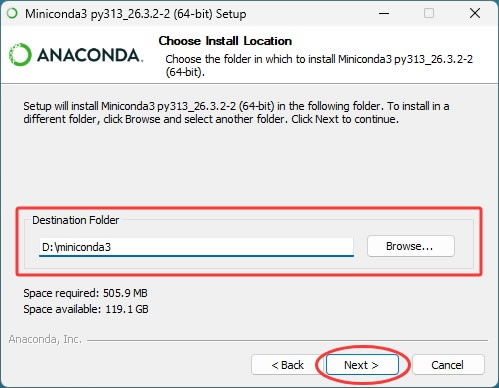 Miniconda3 py313_26.3.2-2 (64-bit) Setup
ANACONDA.
Choose Install Location
Choose the folder in which to install Miniconda3 py313_26.3.2-2
(64-bit).
Setup will install Miniconda3 py313_26.3.2-2 (64-bit) in the following folder. To install in a
different folder, click Browse and select another folder. Click Next to continue.
Destination Folder
D:\miniconda3
Browse...
Space required: 505.9 MB
Space available: 119.1 GB
Anaconda, Inc.
< Back
Next >
Cancel